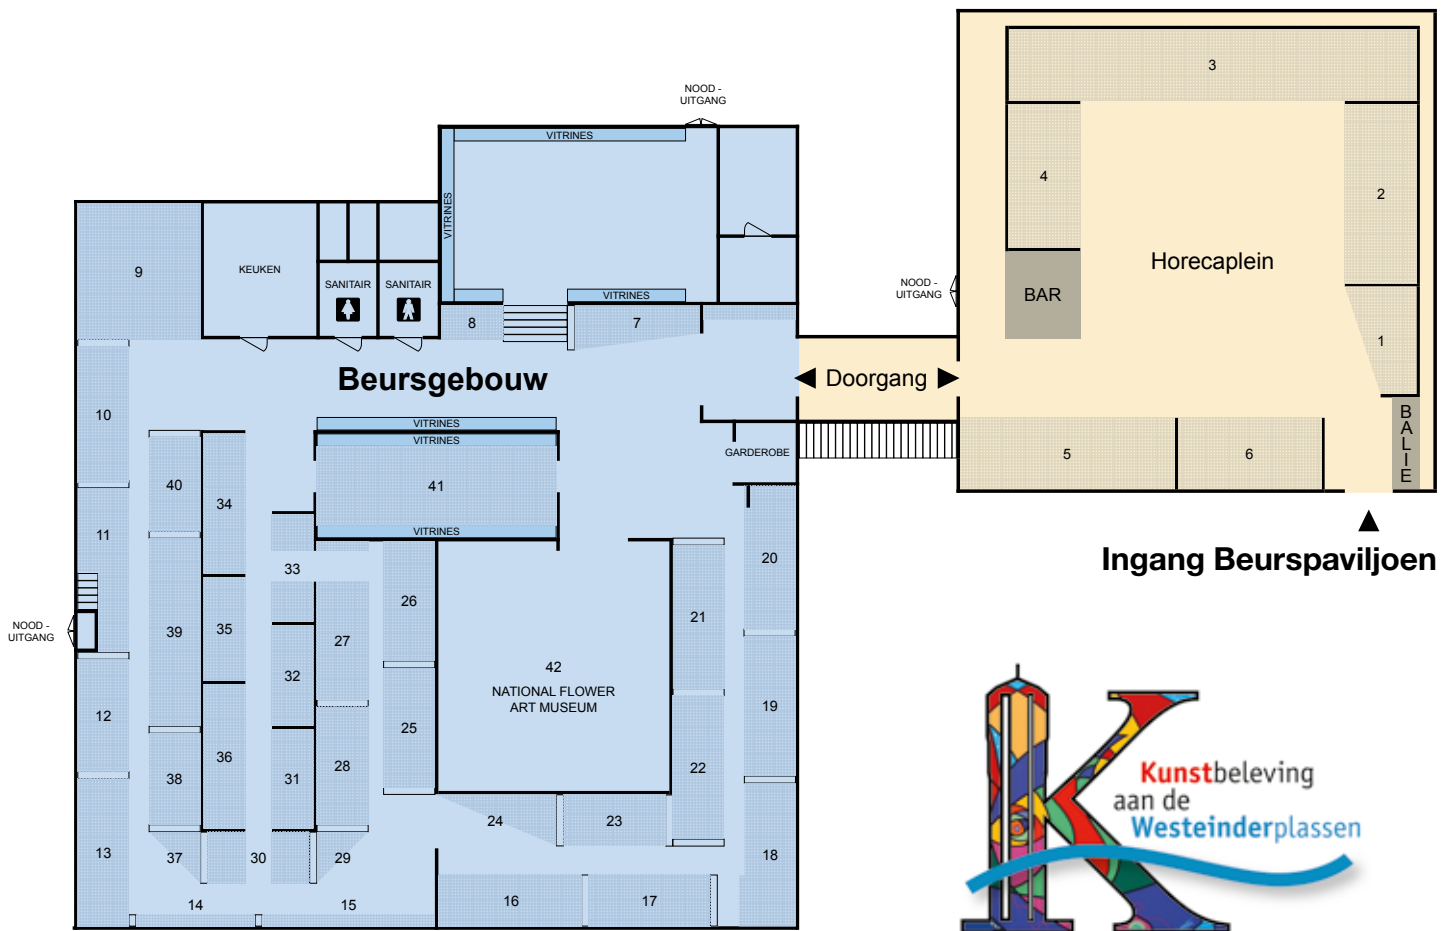 3
NOOD -
UITGANG
VITRINES
4
2
VITRINES
9
KEUKEN
SANITAIR
SANITAIR
Horecaplein
NOOD -
UITGANG
BAR
VITRINES
8
7
1
Beursgebouw
Doorgang
10
VITRINES
VITRINES
GARDEROBE
BALIE
5
6
40
34
41
11
VITRINES
20
Ingang Beurspaviljoen
33
26
21
NOOD -
UITGANG
39
35
27
42
NATIONAL FLOWER
ART MUSEUM
32
19
12
25
36
38
31
28
22
24
23
Kunstbeleving
aan de
Westeinderplassen
13
37
30
29
18
14
15
16
17